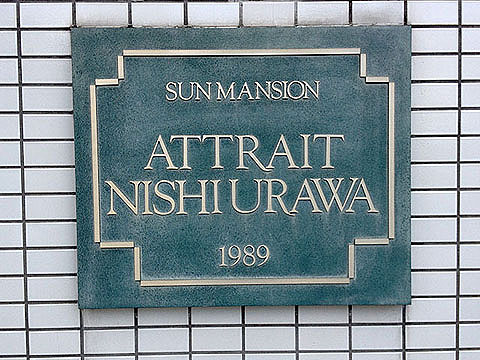 SUN MANSION
ATTRAIT
NISHI URAWA
1989